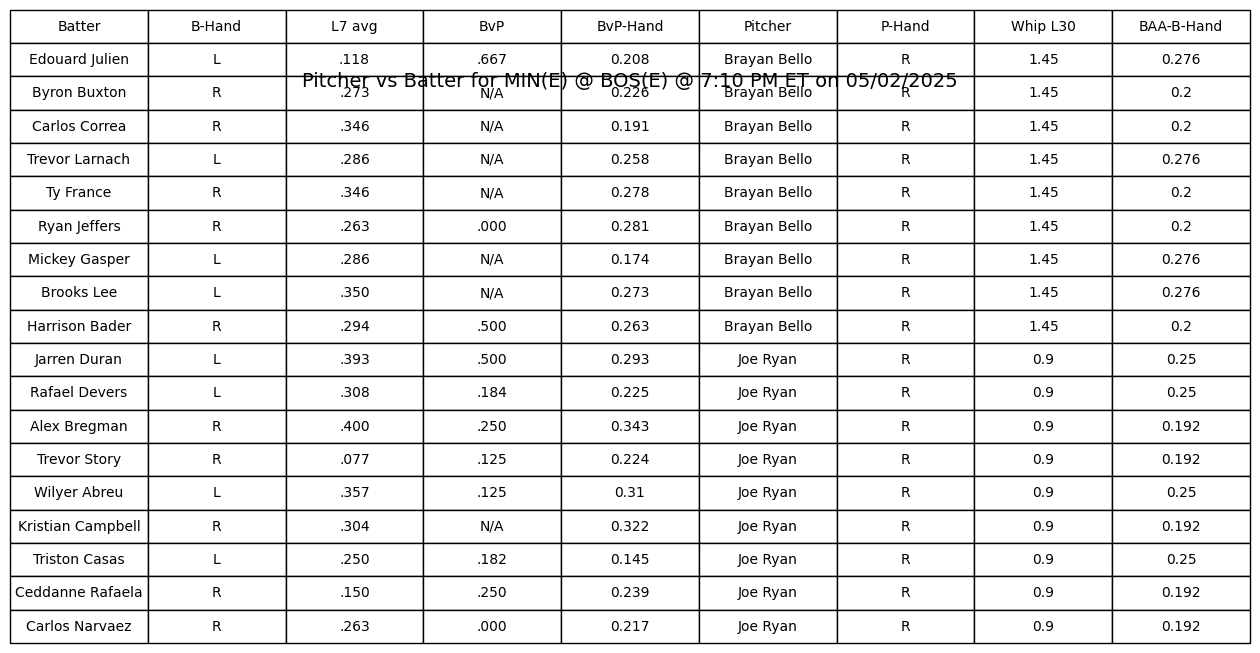 Batter B-Hand L7 avg BvP BvP-Hand Pitcher P-Hand Whip L30 BAA-B-Hand
Edouard Julien L .118 .667 0.208 Brayan Bello R 1.45 0.276
Pitcher vs Batter for MIN(E) @ BOS(E) @ 7:10 PM ET on 05/02/2025
Byron Buxton R .273 N/A 0.226 Brayan Bello R 1.45 0.2
Carlos Correa R .346 N/A 0.191 Brayan Bello R 1.45 0.2
Trevor Larnach L .286 N/A 0.258 Brayan Bello R 1.45 0.276
Ty France R .346 N/A 0.278 Brayan Bello R 1.45 0.2
Ryan Jeffers R .263 .000 0.281 Brayan Bello R 1.45 0.2
Mickey Gasper L .286 N/A 0.174 Brayan Bello R 1.45 0.276
Brooks Lee L .350 N/A 0.273 Brayan Bello R 1.45 0.276
Harrison Bader R .294 .500 0.263 Brayan Bello R 1.45 0.2
Jarren Duran L .393 .500 0.293 Joe Ryan R 0.9 0.25
Rafael Devers L .308 .184 0.225 Joe Ryan R 0.9 0.25
Alex Bregman R .400 .250 0.343 Joe Ryan R 0.9 0.192
Trevor Story R .077 .125 0.224 Joe Ryan R 0.9 0.192
Wilyer Abreu L .357 .125 0.31 Joe Ryan R 0.9 0.25
Kristian Campbell R .304 N/A 0.322 Joe Ryan R 0.9 0.192
Triston Casas L .250 .182 0.145 Joe Ryan R 0.9 0.25
Ceddanne Rafaela R .150 .250 0.239 Joe Ryan R 0.9 0.192
Carlos Narvaez R .263 .000 0.217 Joe Ryan R 0.9 0.192